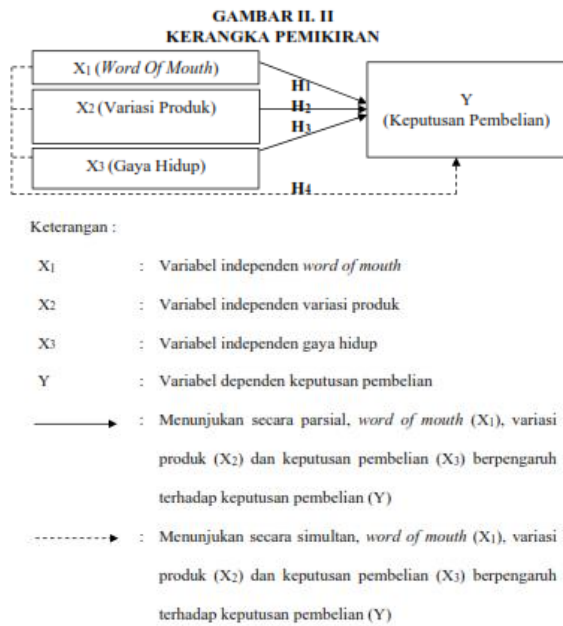 GAMBAR II. II
KERANGKA PEMIKIRAN
X1 (Word Of Mouth)
H1
Y
X2 (Variasi Produk)
H2
(Keputusan Pembelian)
H3
X3 (Gaya Hidup)
H4
Keterangan :
X1 : Variabel independen word of mouth
X2 : Variabel independen variasi produk
X3 : Variabel independen gaya hidup
Y : Variabel dependen keputusan pembelian
: Menunjukan secara parsial, word of mouth (X1), variasi
produk (X2) dan keputusan pembelian (X3) berpengaruh
terhadap keputusan pembelian (Y)
: Menunjukan secara simultan, word of mouth (X1), variasi
produk (X2) dan keputusan pembelian (X3) berpengaruh
terhadap keputusan pembelian (Y)